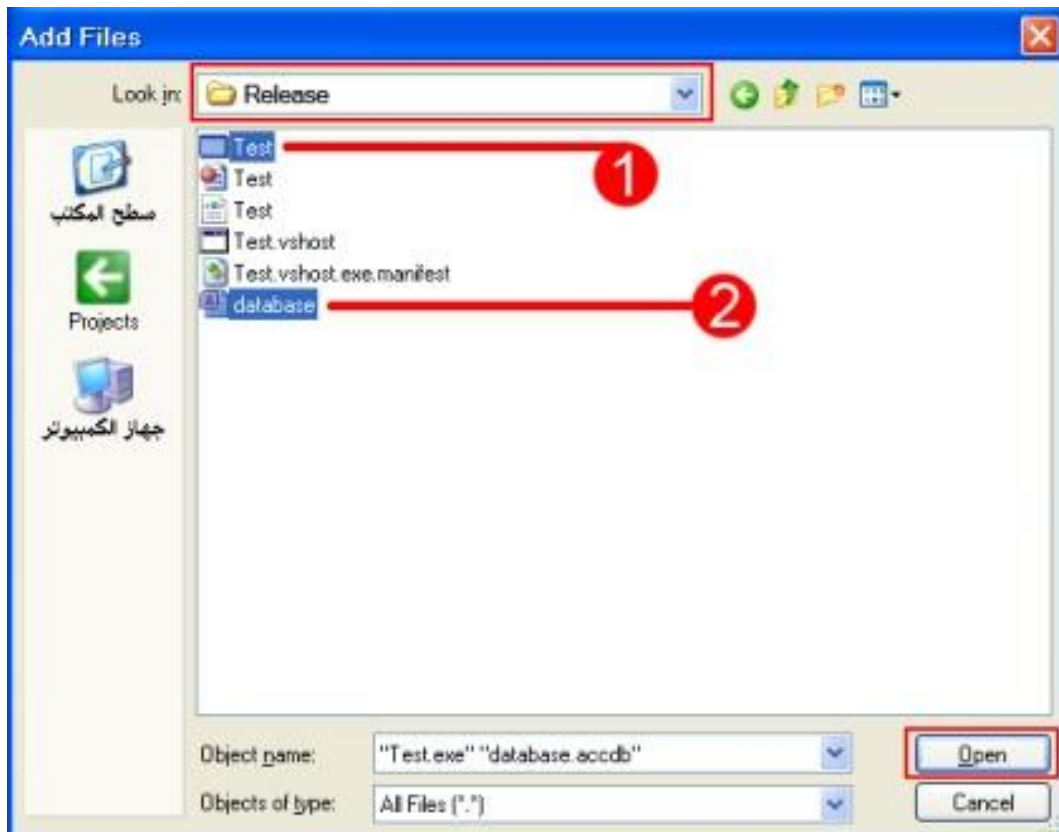 Add Files
Look in:
Release
Test
1
Test
Test
Test.vshost
Test.vshost.exe.manifest
database
2
سطح المكتب
Projects
جهاز الكمبيوتر
Object name:
"Test.exe" "database.accdb"
Open
Objects of type:
All Files (*.*)
Cancel